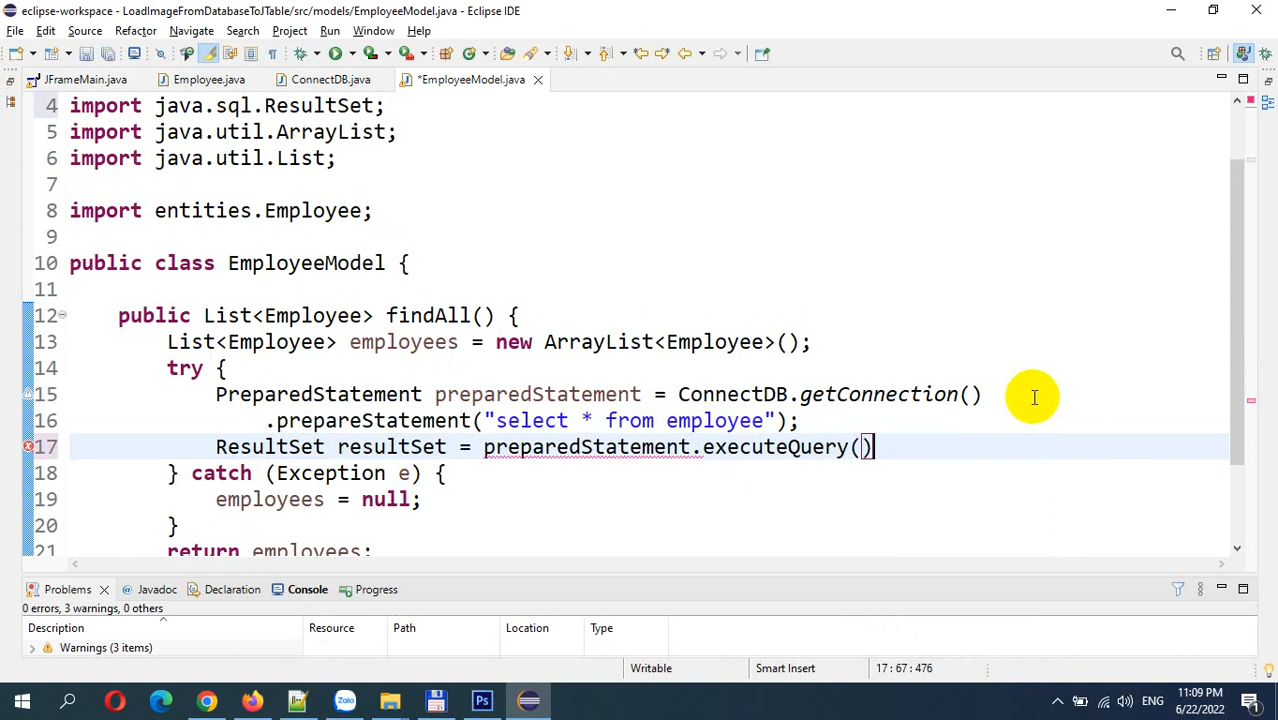 eclipse-workspace - LoadImageFromDatabaseToJTable/src/models/EmployeeModel.java - Eclipse IDE
File Edit Source Refactor Navigate Search Project Run Window Help
JFrameMain.java Employee.java ConnectDB.java *EmployeeModel.java
4 import java.sql.ResultSet;
5 import java.util.ArrayList;
6 import java.util.List;
7
8 import entities.Employee;
9
10 public class EmployeeModel {
11
12 public List<Employee> findAll() {
13 List<Employee> employees = new ArrayList<Employee>();
14 try {
15 PreparedStatement preparedStatement = ConnectDB.getConnection()
16 .prepareStatement("select * from employee");
17 ResultSet resultSet = preparedStatement.executeQuery()
18 } catch (Exception e) {
19 employees = null;
20 }
21 return employees;
Problems Javadoc Declaration Console Progress
0 errors, 3 warnings, 0 others
Description Resource Path Location Type
Warnings (3 items)
Writable Smart Insert 17 : 67 : 476
ENG 11:09 PM
6/22/2022